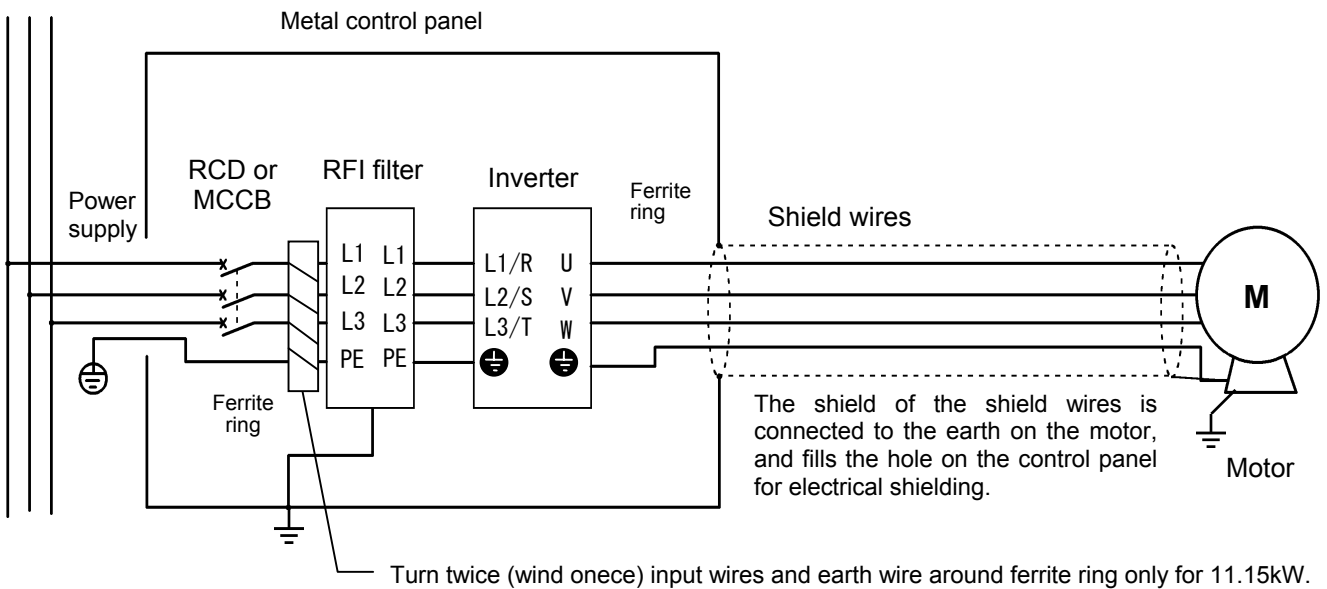 Metal control panel
Power
supply
RCD or
MCCB
RFI filter
Inverter
Ferrite
ring
Shield wires
L1 L1
L2 L2
L3 L3
PE PE
L1/R U
L2/S V
L3/T W
M
Ferrite
ring
The shield of the shield wires is
connected to the earth on the motor,
and fills the hole on the control panel
for electrical shielding.
Motor
Turn twice (wind onece) input wires and earth wire around ferrite ring only for 11.15kW.